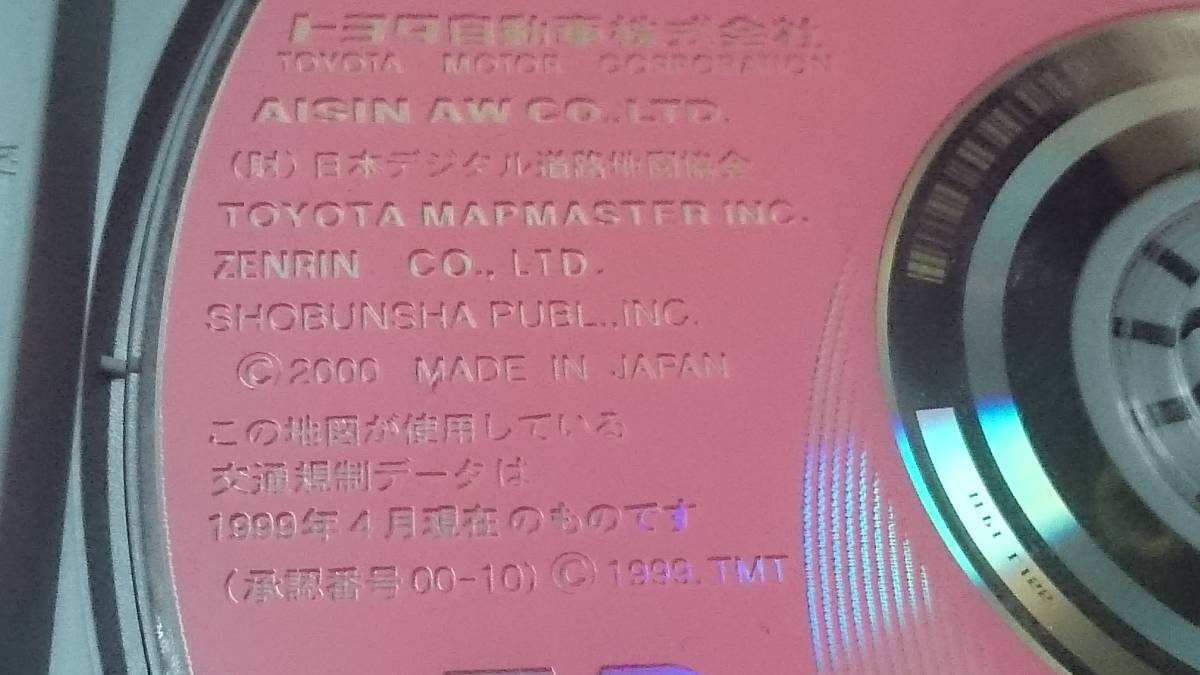 トヨタ自動車株式会社
TOYOTA MOTOR CORPORATION
AISIN AW CO.,LTD.
(財)日本デジタル道路地図協会
TOYOTA MAPMASTER INC.
ZENRIN CO., LTD.
SHOBUNSHA PUBL.,INC.
©2000 MADE IN JAPAN
この地図が使用している
交通規制データは
1999年4月現在のものです
(承認番号00-10) © 1999.TMT